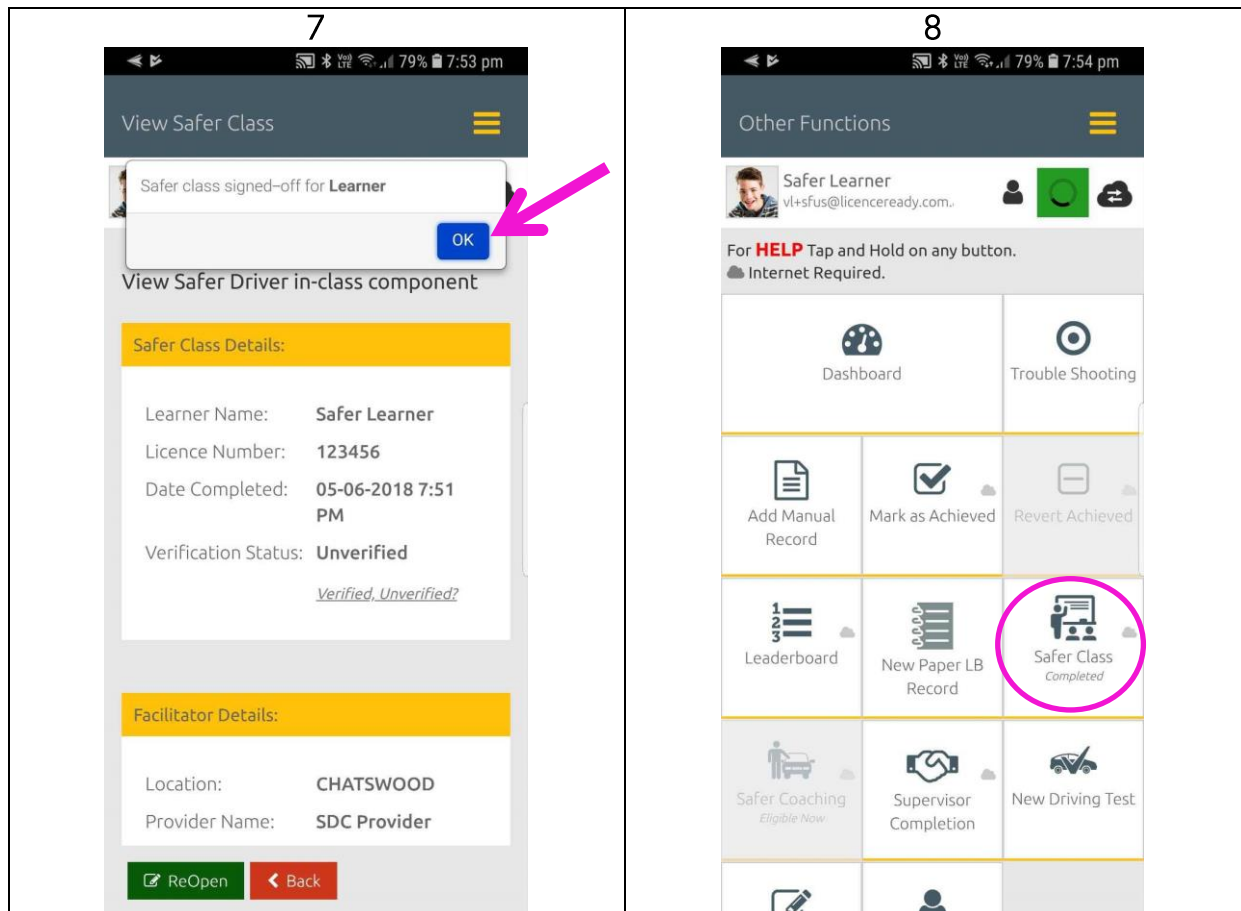 7
79% 7:53 pm
View Safer Class
Safer class signed-off for Learner
OK
View Safer Driver in-class component
Safer Class Details:
Learner Name: Safer Learner
Licence Number: 123456
Date Completed: 05-06-2018 7:51
PM
Verification Status: Unverified
Verified, Unverified?
Facilitator Details:
Location: CHATSWOOD
Provider Name: SDC Provider
ReOpen
Back
8
79% 7:54 pm
Other Functions
Safer Learner
vl+sfus@licenceready.com.
For HELP Tap and Hold on any button.
Internet Required.
Dashboard
Trouble Shooting
Add Manual
Record
Mark as Achieved
Revert Achieved
1
2
3
Leaderboard
New Paper LB
Record
Safer Class
Completed
Safer Coaching
Eligible Now
Supervisor
Completion
New Driving Test